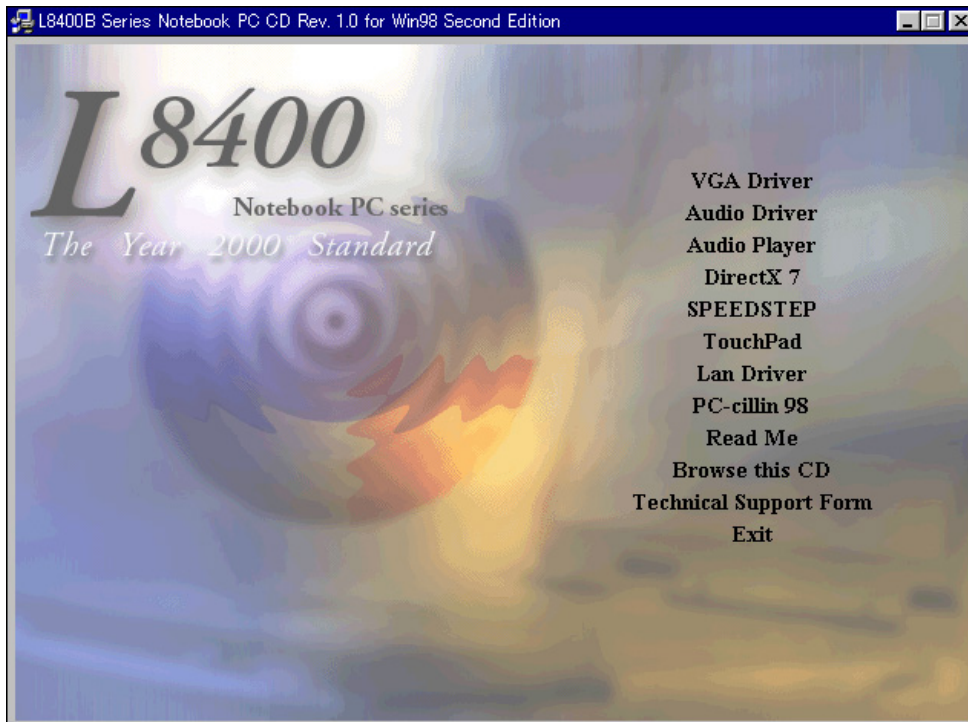 L8400B Series Notebook PC CD Rev. 1.0 for Win98 Second Edition
L8400
Notebook PC series
The Year 2000 Standard
VGA Driver
Audio Driver
Audio Player
DirectX 7
SPEEDSTEP
TouchPad
Lan Driver
PC-cillin 98
Read Me
Browse this CD
Technical Support Form
Exit